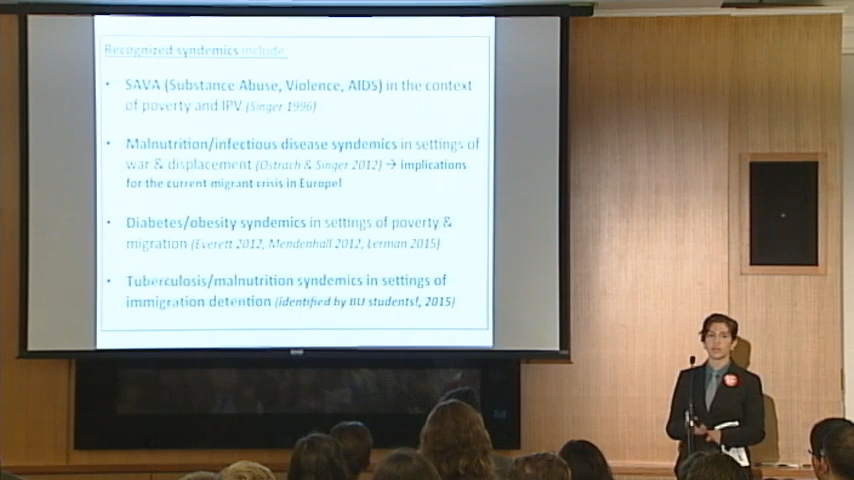 Recognized syndemics include:
• SAVA (Substance Abuse, Violence, AIDS) in the context
of poverty and IPV (Singer 1996)
• Malnutrition/infectious disease syndemics in settings of
war & displacement (Ostrach & Singer 2012) → implications
for the current migrant crisis in Europe!
• Diabetes/obesity syndemics in settings of poverty &
migration (Everett 2012, Mendenhall 2012, Lerman 2015)
• Tuberculosis/malnutrition syndemics in settings of
immigration detention (identified by BU students!, 2015)